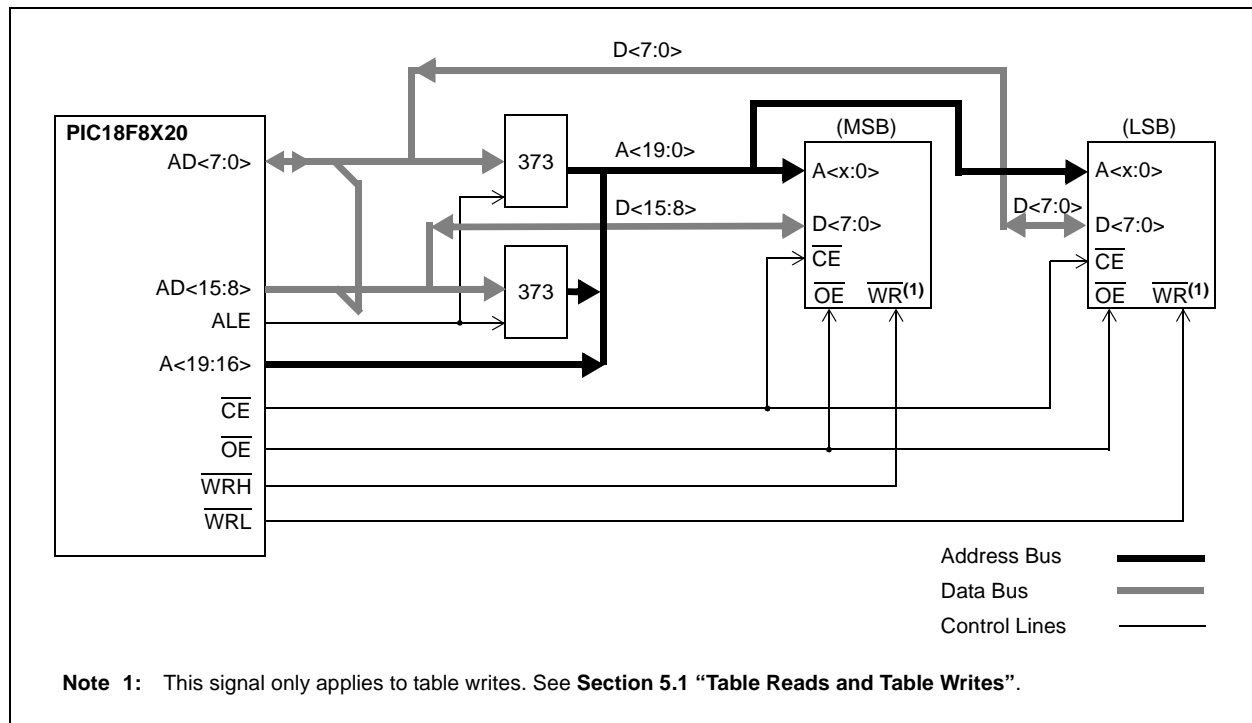 D<7:0>
PIC18F8X20
AD<7:0>
373
A<19:0>
(MSB)
A<x:0>
(LSB)
A<x:0>
D<15:8>
D<7:0>
D<7:0>
D<7:0>
CE
CE
AD<15:8>
373
OE WR(1)
OE WR(1)
ALE
A<19:16>
CE
OE
WRH
WRL
Address Bus
Data Bus
Control Lines
Note 1: This signal only applies to table writes. See Section 5.1 “Table Reads and Table Writes”.